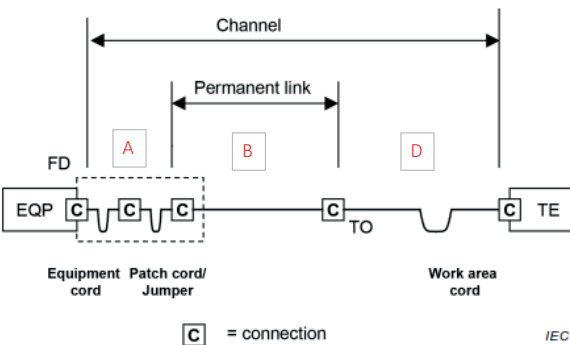 Channel
Permanent link
A
B
D
FD
EQP
C
C
C
C
C
TE
TO
Equipment cord
Patch cord/
Jumper
Work area
cord
C = connection
IEC